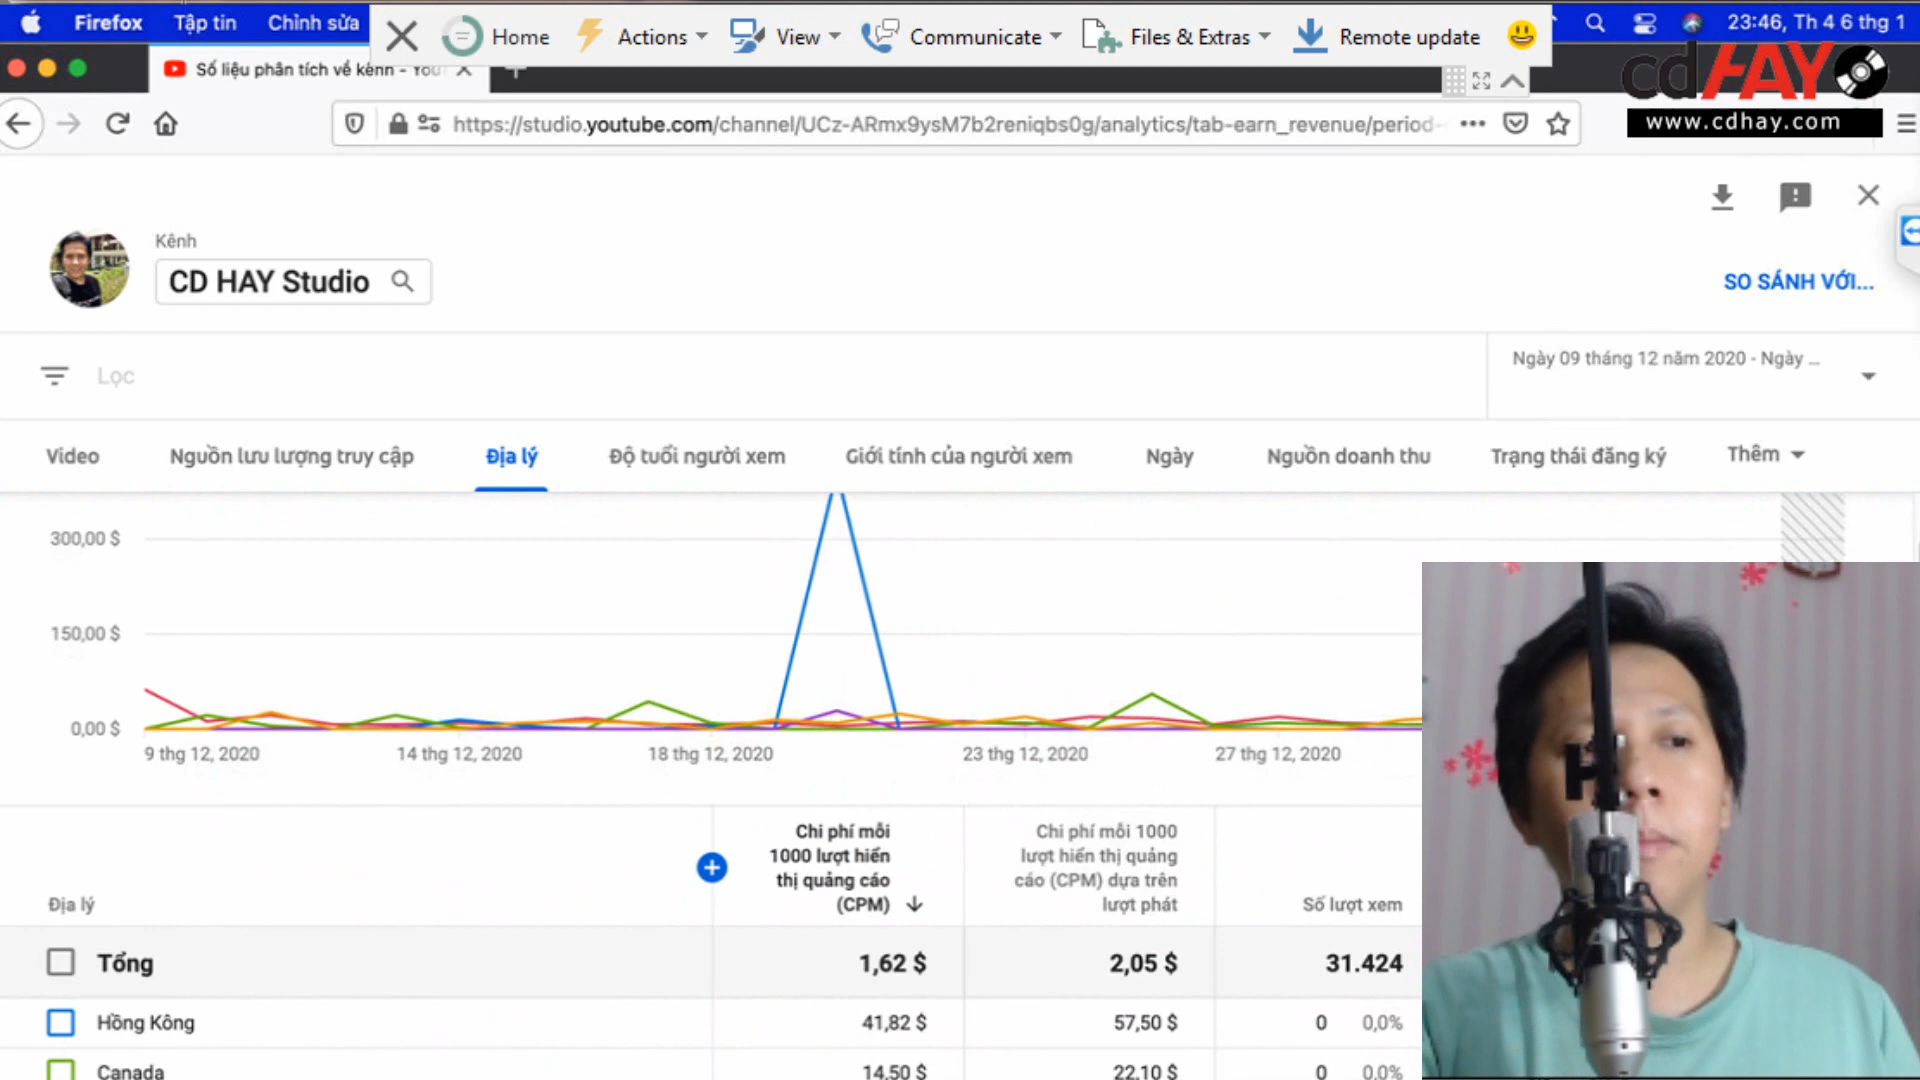 Firefox Tập tin Chỉnh sửa
Home Actions View Communicate Files & Extras Remote update
23:46, Th 4 6 thg 1
Số liệu phân tích về kênh - You
cdHAY
www.cdhay.com
https://studio.youtube.com/channel/UCz-ARmx9ysM7b2reniqbs0g/analytics/tab-earn_revenue/period-
Kênh
CD HAY Studio
SO SÁNH VỚI...
Lọc
Ngày 09 tháng 12 năm 2020 - Ngày ...
Video Nguồn lưu lượng truy cập Địa lý Độ tuổi người xem Giới tính của người xem Ngày Nguồn doanh thu Trạng thái đăng ký Thêm
300,00 $
150,00 $
0,00 $
9 thg 12, 2020 14 thg 12, 2020 18 thg 12, 2020 23 thg 12, 2020 27 thg 12, 2020
Địa lý
Chi phí mỗi
1000 lượt hiển
thị quảng cáo
(CPM)
Chi phí mỗi 1000
lượt hiển thị quảng
cáo (CPM) dựa trên
lượt phát
Số lượt xem
Tổng 1,62 $ 2,05 $ 31.424
Hồng Kông 41,82 $ 57,50 $ 0 0,0%
Canada 14,50 $ 22,10 $ 0 0,0%